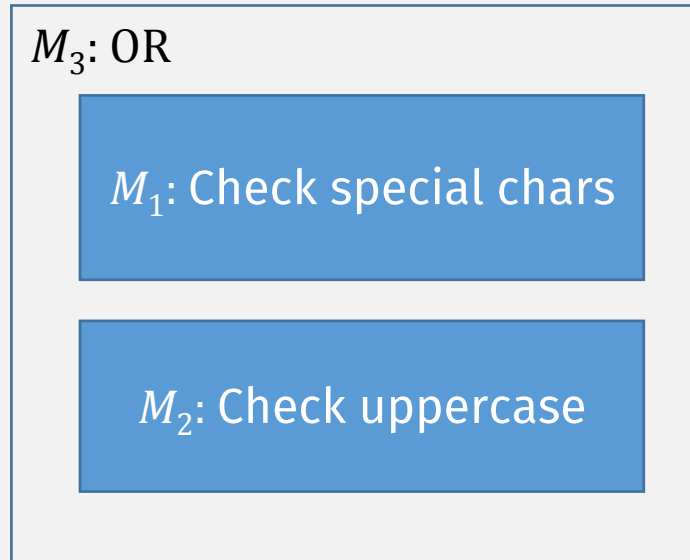 M₃: OR
M₁: Check special chars
M₂: Check uppercase